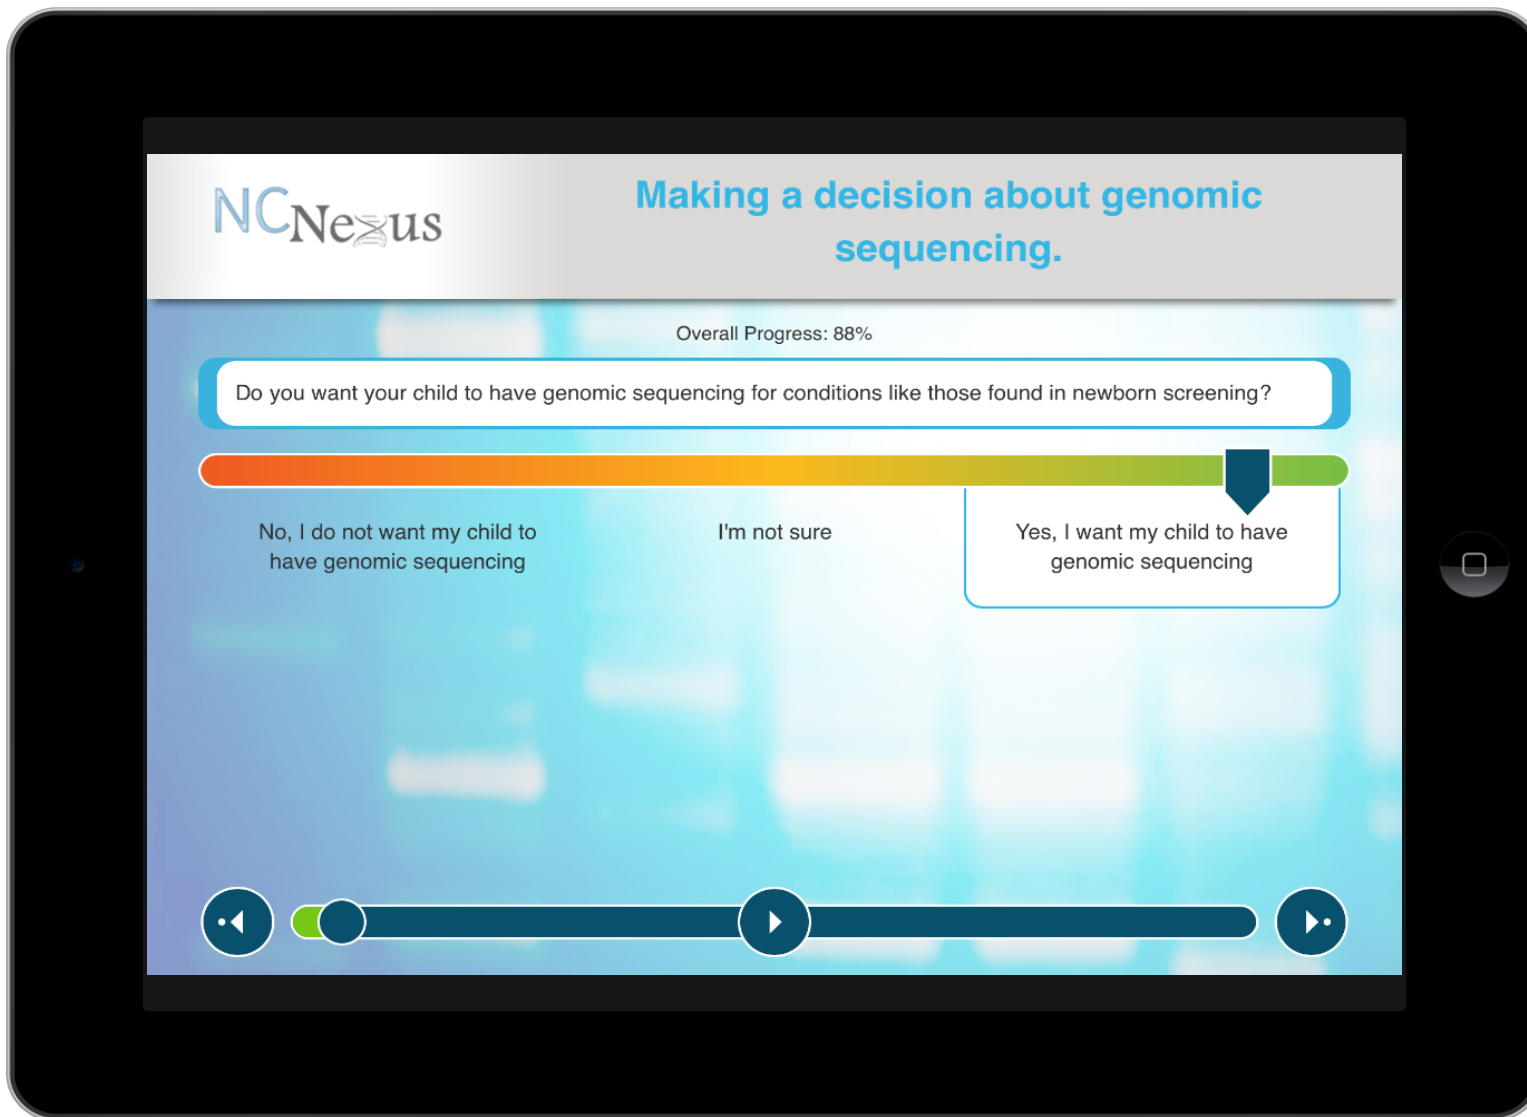 NCNexus
Making a decision about genomic
sequencing.
Overall Progress: 88%
Do you want your child to have genomic sequencing for conditions like those found in newborn screening?
No, I do not want my child to
have genomic sequencing
I'm not sure
Yes, I want my child to have
genomic sequencing